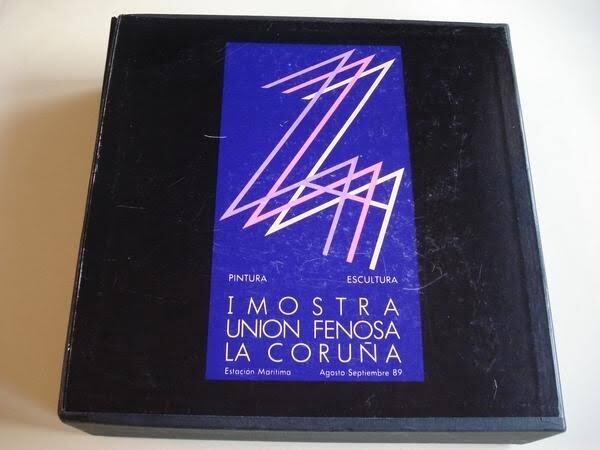 PINTURA ESCULTURA
I MOSTRA
UNION FENOSA
LA CORUÑA
Estación Marítima Agosto Septiembre 89